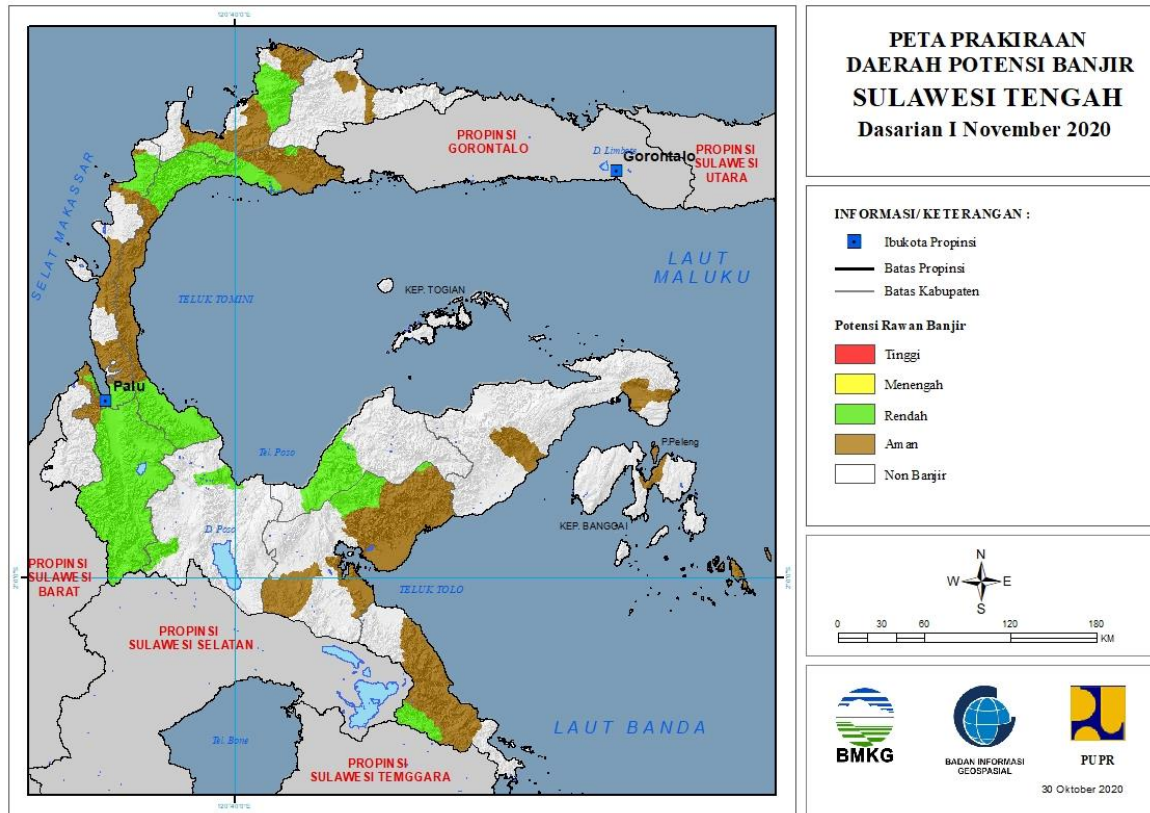 PETA PRAKIRAAN
DAERAH POTENSI BANJIR
SULAWESI TENGAH
Dasarian I November 2020
INFORMASI/ KETERANGAN :
Ibukota Propinsi
Batas Propinsi
Batas Kabupaten
Potensi Rawan Banjir
Tinggi
Menengah
Rendah
Aman
Non Banjir
N
W E
S
0 30 60 120 180
KM
BMKG
BADAN INFORMASI
GEOSPASIAL
PUPR
30 Oktober 2020
PROPINSI
GORONTALO
D. Limboto
Gorontalo
PROPINSI
SULAWESI
UTARA
SELAT MAKASSAR
LAUT
MALUKU
TELUK TOMINI
KEP. TOGIAN
Palu
Tel. Poso
P.Peleng
KEP. BANGGAI
D. Poso
PROPINSI
SULAWESI
BARAT
TELUK TOLO
PROPINSI
SULAWESI SELATAN
LAUT BANDA
Tel. Bone
PROPINSI
SULAWESI TEMGGARA